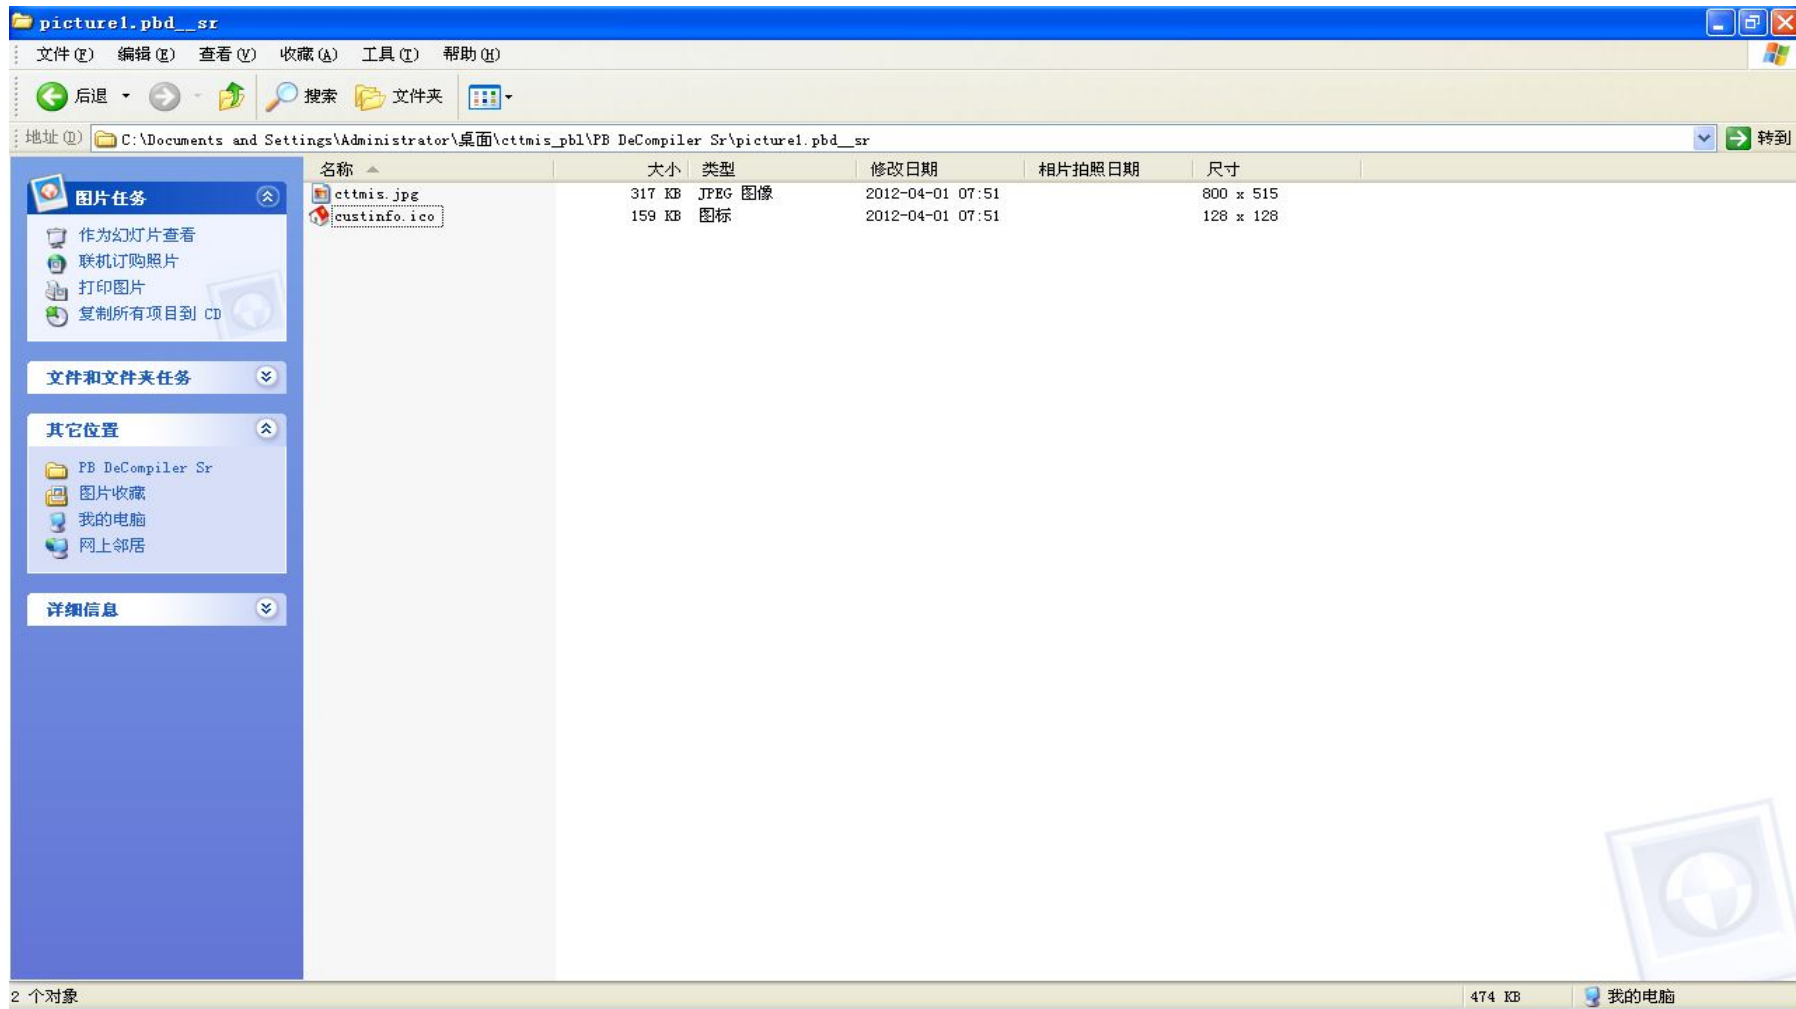 picture1.pbd__sr
文件(F) 编辑(E) 查看(V) 收藏(A) 工具(T) 帮助(H)
后退 搜索 文件夹
地址(D) C:\Documents and Settings\Administrator\桌面\cttmis_pbl\PB DeCompiler Sr\picture1.pbd__sr 转到
名称 大小 类型 修改日期 相片拍照日期 尺寸
cttmis.jpg 317 KB JPEG 图像 2012-04-01 07:51 800 x 515
custinfo.ico 159 KB 图标 2012-04-01 07:51 128 x 128
图片任务
作为幻灯片查看
联机订购照片
打印图片
复制所有项目到 CD
文件和文件夹任务
其它位置
PB DeCompiler Sr
图片收藏
我的电脑
网上邻居
详细信息
2 个对象 474 KB 我的电脑